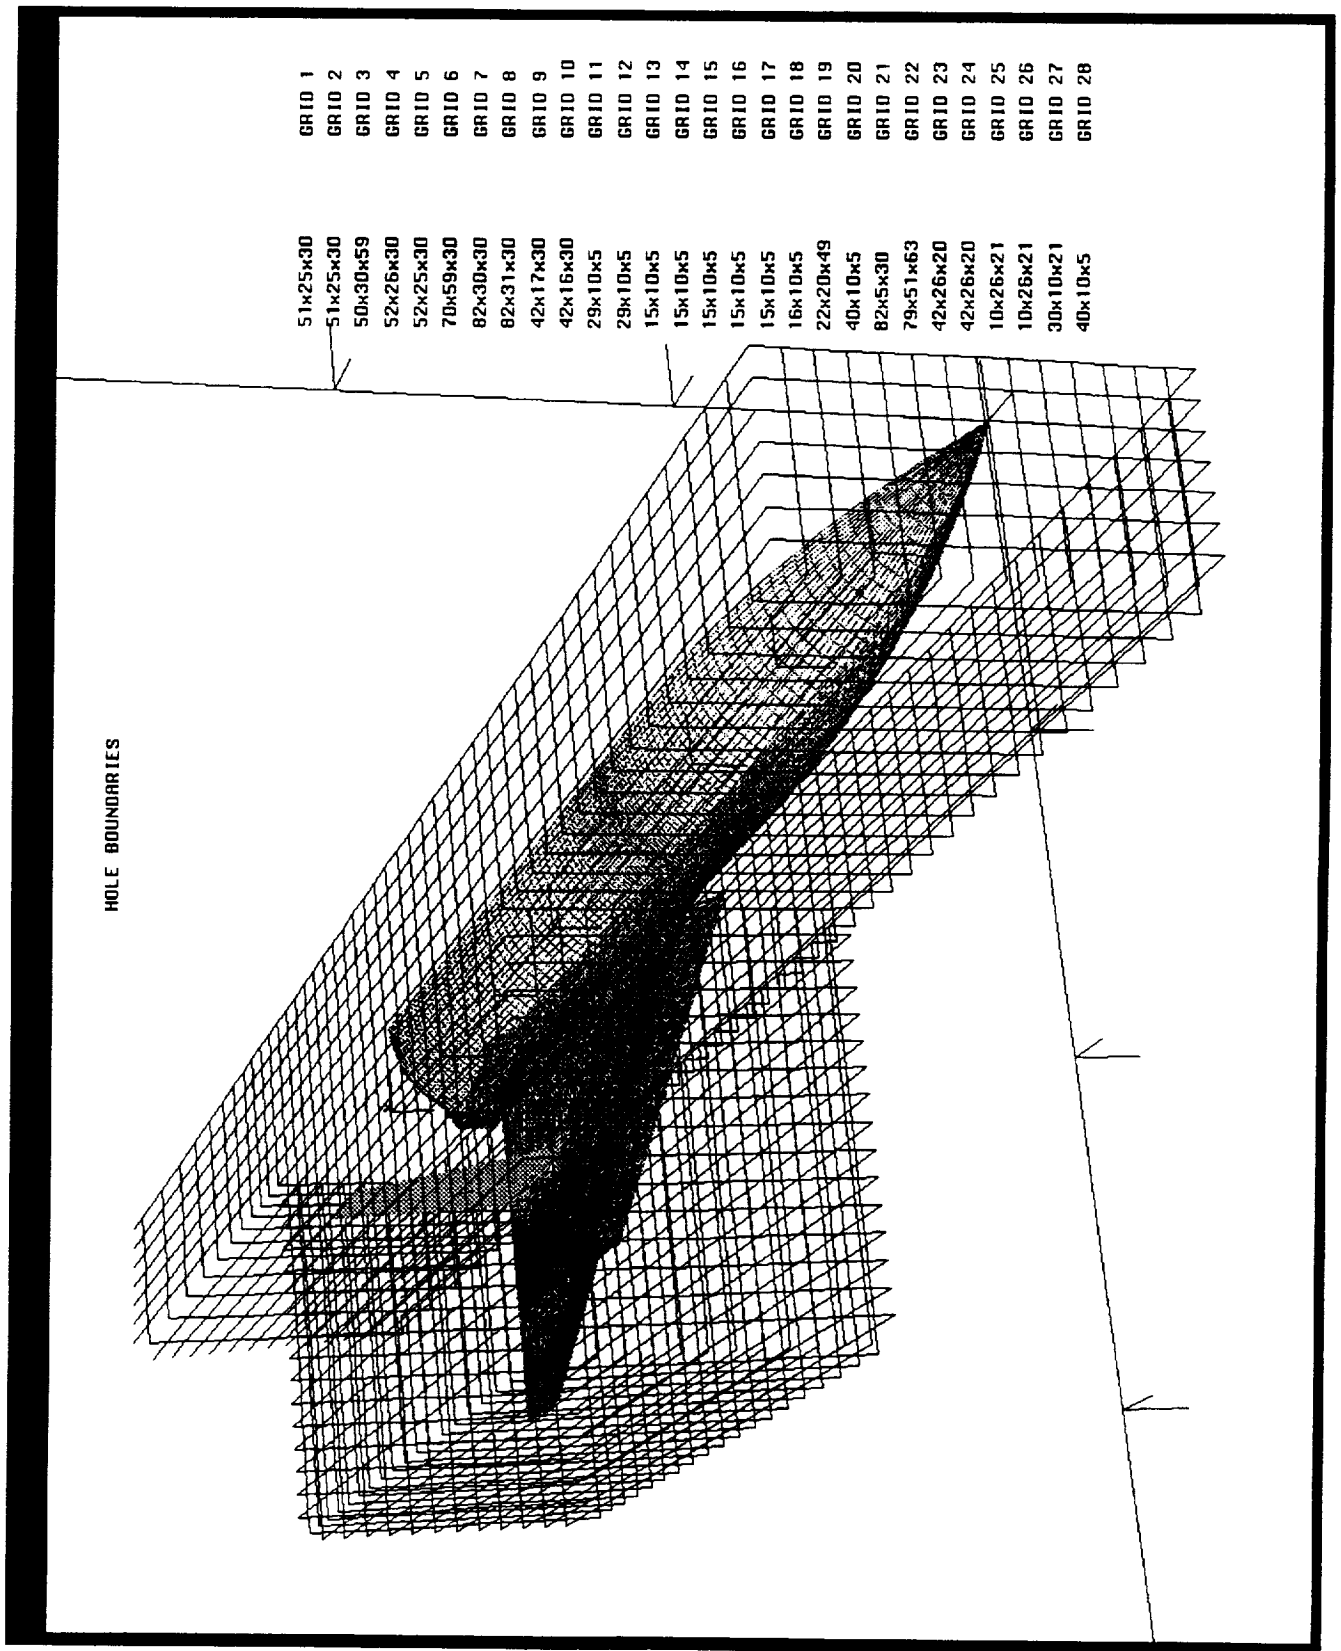 HOLE BOUNDARIES
51x25x30 GRID 1
51x25x30 GRID 2
50x30x59 GRID 3
52x26x30 GRID 4
52x25x30 GRID 5
70x59x30 GRID 6
82x30x30 GRID 7
82x31x30 GRID 8
42x17x30 GRID 9
42x16x30 GRID 10
29x10x5 GRID 11
29x10x5 GRID 12
15x10x5 GRID 13
15x10x5 GRID 14
15x10x5 GRID 15
15x10x5 GRID 16
15x10x5 GRID 17
16x10x5 GRID 18
22x20x49 GRID 19
40x10x5 GRID 20
82x5x30 GRID 21
79x51x63 GRID 22
42x26x20 GRID 23
42x26x20 GRID 24
10x26x21 GRID 25
10x26x21 GRID 26
30x10x21 GRID 27
40x10x5 GRID 28